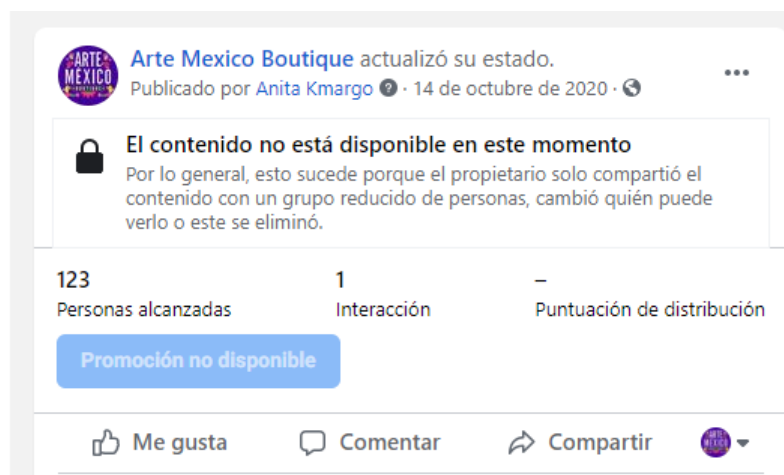 ARTE MEXICO BOUTIQUE
Arte Mexico Boutique actualizó su estado.
Publicado por Anita Kmargo · 14 de octubre de 2020 ·
El contenido no está disponible en este momento
Por lo general, esto sucede porque el propietario solo compartió el
contenido con un grupo reducido de personas, cambió quién puede
verlo o este se eliminó.
123 1 –
Personas alcanzadas Interacción Puntuación de distribución
Promoción no disponible
Me gusta Comentar Compartir